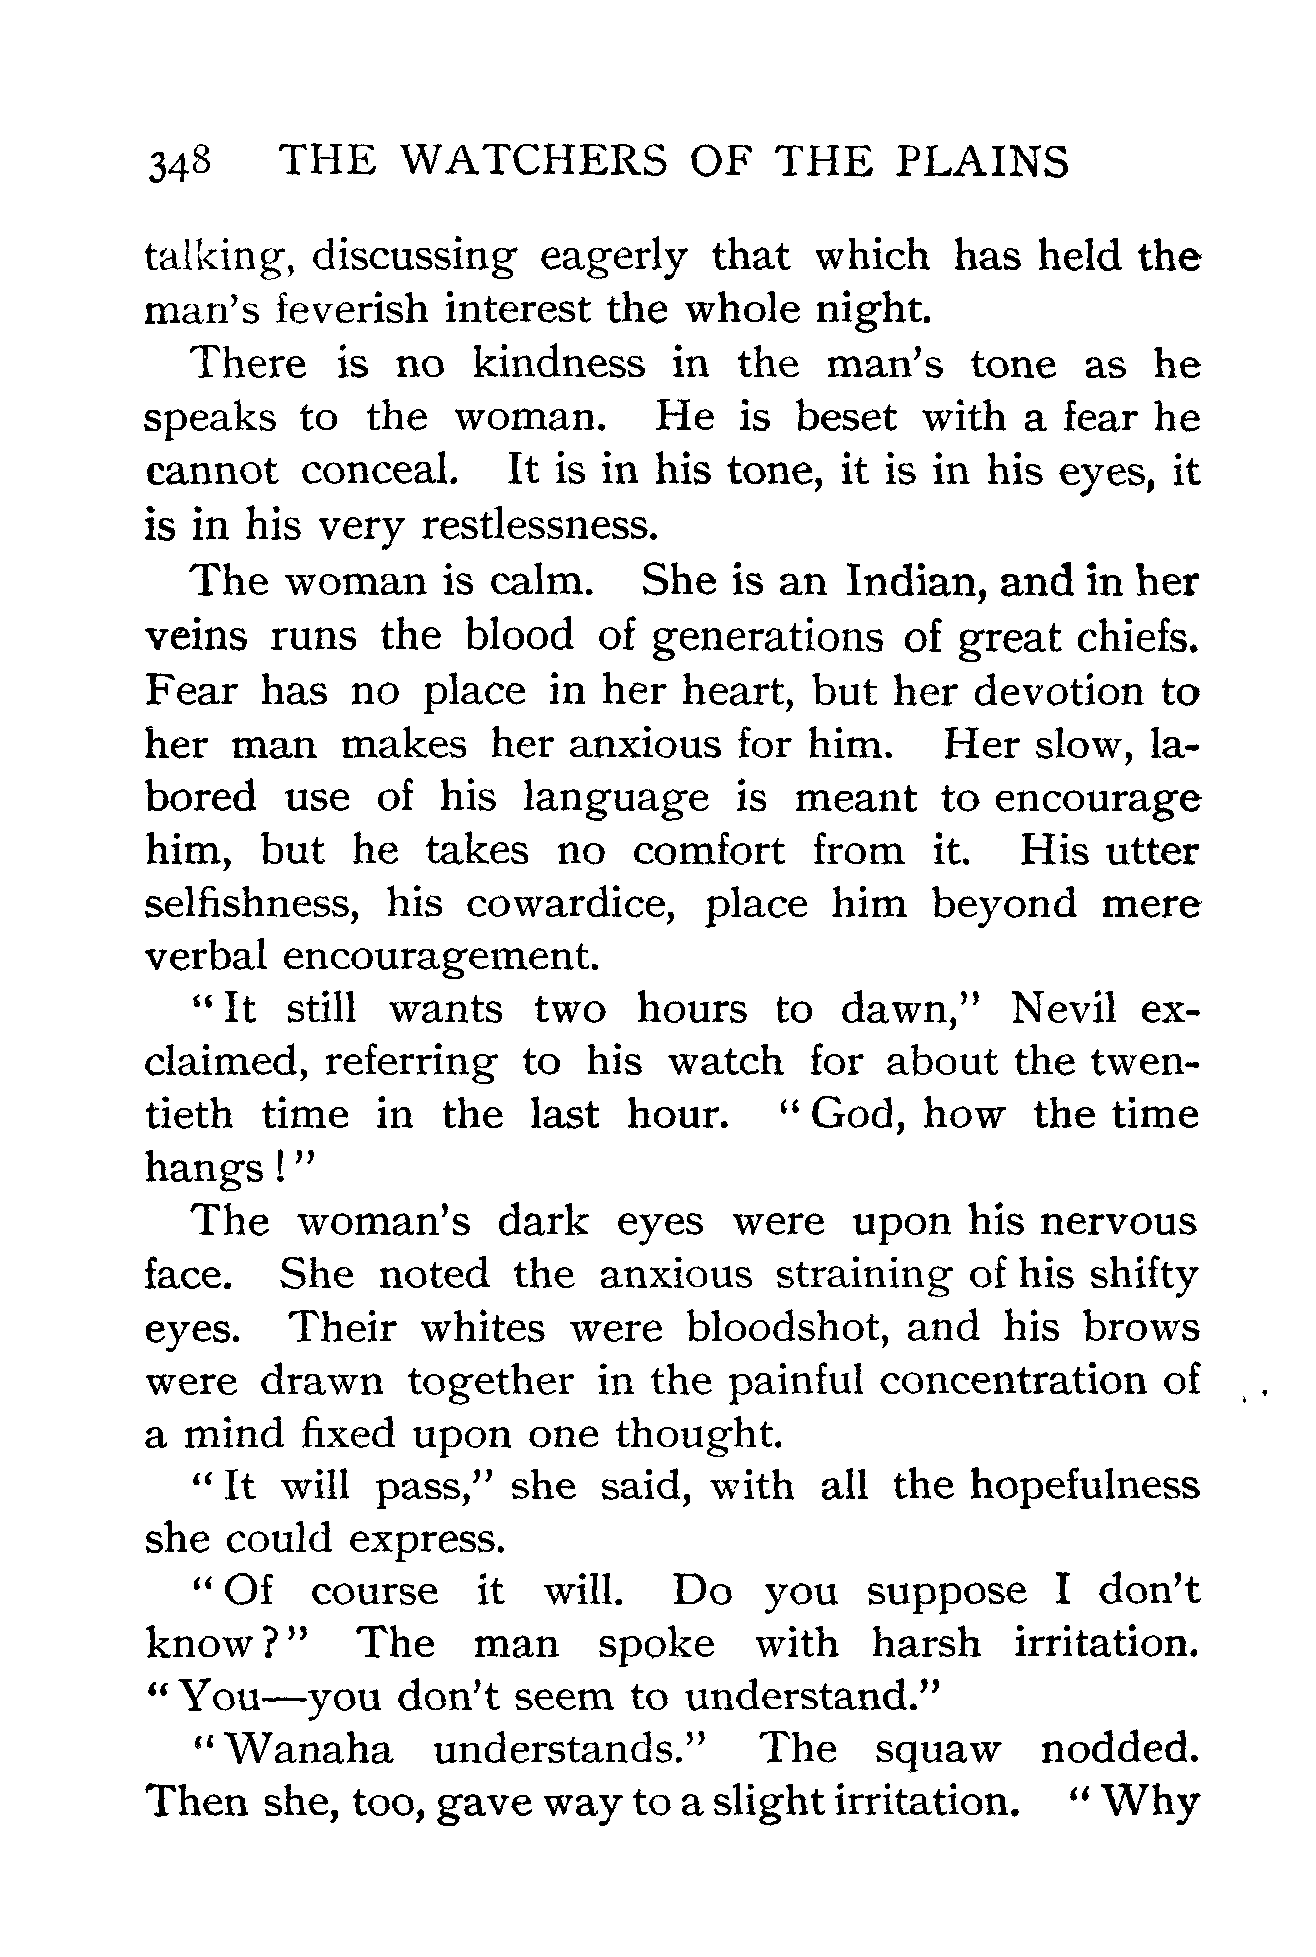 348 THE WATCHERS OF THE PLAINS
talking, discussing eagerly that which has held the
man's feverish interest the whole night.
There is no kindness in the man's tone as he
speaks to the woman. He is beset with a fear he
cannot conceal. It is in his tone, it is in his eyes, it
is in his very restlessness.
The woman is calm. She is an Indian, and in her
veins runs the blood of generations of great chiefs.
Fear has no place in her heart, but her devotion to
her man makes her anxious for him. Her slow, la-
bored use of his language is meant to encourage
him, but he takes no comfort from it. His utter
selfishness, his cowardice, place him beyond mere
verbal encouragement.
"It still wants two hours to dawn," Nevil ex-
claimed, referring to his watch for about the twen-
tieth time in the last hour. "God, how the time
hangs!"
The woman's dark eyes were upon his nervous
face. She noted the anxious straining of his shifty
eyes. Their whites were bloodshot, and his brows
were drawn together in the painful concentration of
a mind fixed upon one thought.
"It will pass," she said, with all the hopefulness
she could express.
"Of course it will. Do you suppose I don't
know?" The man spoke with harsh irritation.
"You—you don't seem to understand."
"Wanaha understands." The squaw nodded.
Then she, too, gave way to a slight irritation. "Why